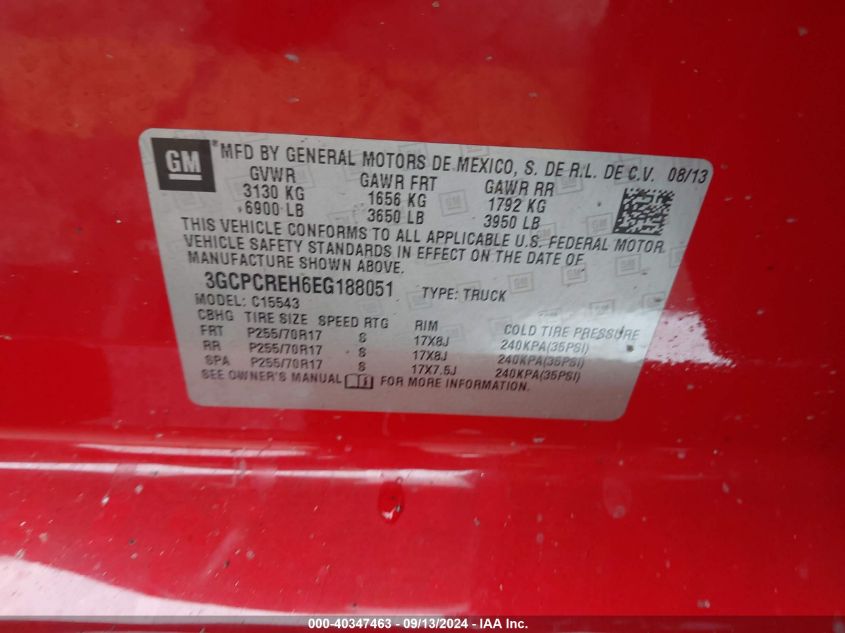 GM
*MFD BY GENERAL MOTORS DE MEXICO, S. DE R.L. DE C.V. 08/13
GVWR GAWR FRT GAWR RR
3130 KG 1656 KG 1792 KG
6900 LB 3650 LB 3950 LB
THIS VEHICLE CONFORMS TO ALL APPLICABLE U.S. FEDERAL MOTOR
VEHICLE SAFETY STANDARDS IN EFFECT ON THE DATE OF
MANUFACTURE SHOWN ABOVE.
3GCPCREH6EG188051 TYPE: TRUCK
MODEL: C15543
CBHG TIRE SIZE SPEED RTG RIM COLD TIRE PRESSURE
FRT P255/70R17 S 17X8J 240KPA(35PSI)
RR P255/70R17 S 17X8J 240KPA(35PSI)
SPA P255/70R17 S 17X7.5J 240KPA(35PSI)
SEE OWNER'S MANUAL FOR MORE INFORMATION.
000-40347463 - 09/13/2024 - IAA Inc.